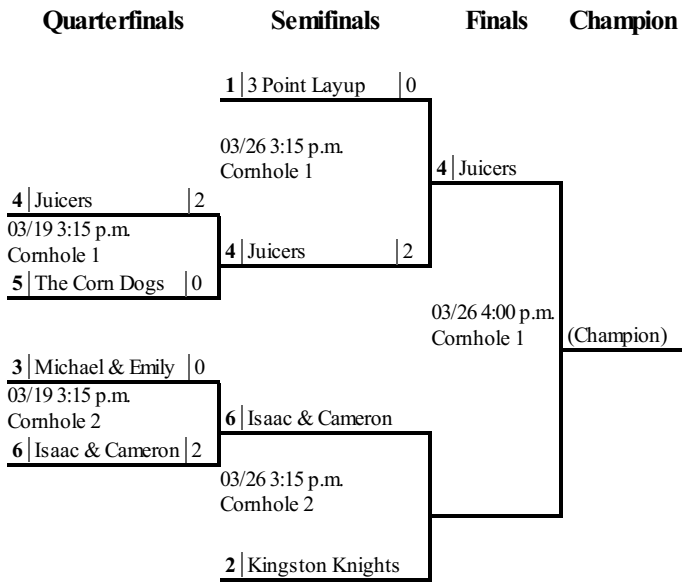 Quarterfinals Semifinals Finals Champion
1 3 Point Layup 0
03/26 3:15 p.m.
Cornhole 1
4 Juicers
4 Juicers 2
03/19 3:15 p.m.
Cornhole 1
4 Juicers 2
5 The Corn Dogs 0
03/26 4:00 p.m.
Cornhole 1
(Champion)
3 Michael & Emily 0
03/19 3:15 p.m.
Cornhole 2
6 Isaac & Cameron
6 Isaac & Cameron 2
03/26 3:15 p.m.
Cornhole 2
2 Kingston Knights